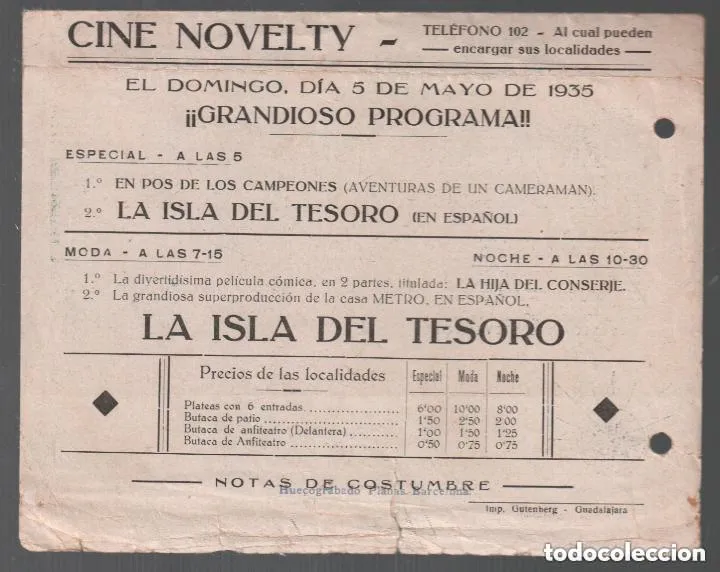 CINE NOVELTY - TELÉFONO 102 - Al cual pueden
encargar sus localidades
EL DOMINGO, DÍA 5 DE MAYO DE 1935
¡¡GRANDIOSO PROGRAMA!!
ESPECIAL - A LAS 5
1.º EN POS DE LOS CAMPEONES (AVENTURAS DE UN CAMERAMAN).
2.º LA ISLA DEL TESORO (EN ESPAÑOL)
MODA - A LAS 7-15 NOCHE - A LAS 10-30
1.º La divertidísima película cómica, en 2 partes, titulada: LA HIJA DEL CONSERJE.
2.º La grandiosa superproducción de la casa METRO, EN ESPAÑOL,
LA ISLA DEL TESORO
Precios de las localidades Especial Moda Noche
Plateas con 6 entradas. 6'00 10'00 8'00
Butaca de patio 1'50 2'50 2'00
Butaca de anfiteatro (Delantera) 1'00 1'50 1'25
Butaca de Anfiteatro 0'50 0'75 0'75
NOTAS DE COSTUMBRE
Huecograbado Planas Barcelona.
Imp. Gutenberg - Guadalajara
todocoleccion.net